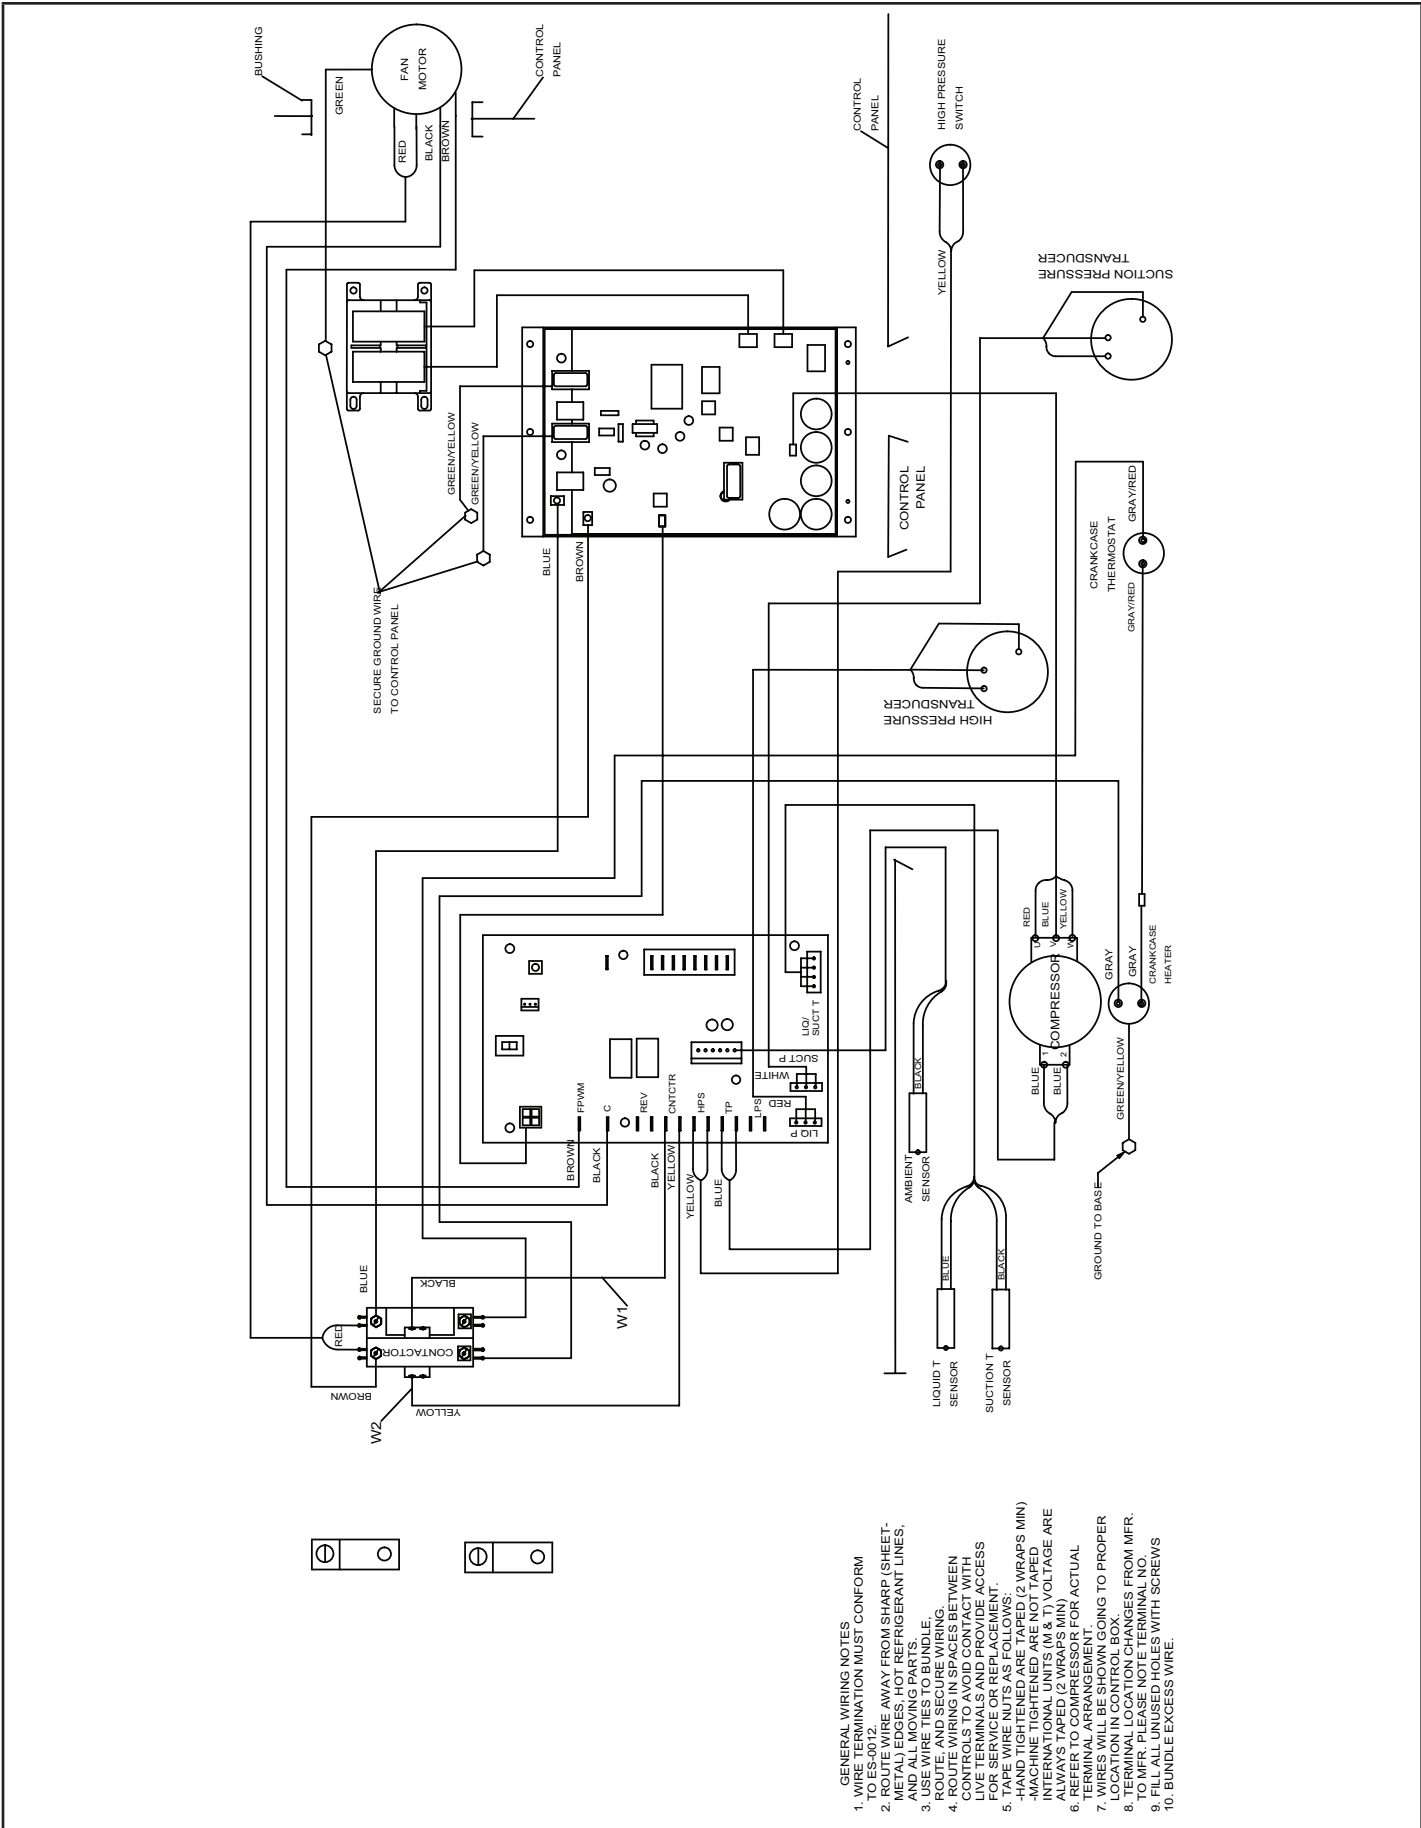 BUSHING
GREEN
FAN
MOTOR
CONTROL
PANEL
RED
BLACK
BROWN
CONTROL
PANEL
HIGH PRESSURE
SWITCH
YELLOW
SUCTION PRESSURE
TRANSDUCER
GREEN/YELLOW
GREEN/YELLOW
SECURE GROUND WIRE
TO CONTROL PANEL
BLUE
BROWN
CONTROL
PANEL
CRANKCASE
THERMOSTAT
GRAY/RED
GRAY/RED
HIGH PRESSURE
TRANSDUCER
RED
BLUE
YELLOW
U
V
W
COMPRESSOR
1
2
BLUE
BLUE
GRAY
GRAY
CRANKCASE
HEATER
GREEN/YELLOW
GROUND TO BASE
LIQ/
SUCT T
SUCT P
WHITE
RED
LIQ P
FPWM
C
REV
CNTCTR
HPS
TP
LPS
BROWN
BLACK
BLACK
YELLOW
YELLOW
BLUE
BLACK
AMBIENT
SENSOR
BLUE
BLACK
LIQUID T
SENSOR
SUCTION T
SENSOR
BLUE
RED
BLACK
CONTACTOR
BROWN
YELLOW
W1
W2
GENERAL WIRING NOTES
1. WIRE TERMINATION MUST CONFORM
TO ES-0012.
2. ROUTE WIRE AWAY FROM SHARP (SHEET-
METAL) EDGES, HOT REFRIGERANT LINES,
AND ALL MOVING PARTS.
3. USE WIRE TIES TO BUNDLE,
ROUTE, AND SECURE WIRING.
4. ROUTE WIRING IN SPACES BETWEEN
CONTROLS TO AVOID CONTACT WITH
LIVE TERMINALS AND PROVIDE ACCESS
FOR SERVICE OR REPLACEMENT.
5. TAPE WIRE NUTS AS FOLLOWS:
-HAND TIGHTENED ARE TAPED (2 WRAPS MIN)
-MACHINE TIGHTENED ARE NOT TAPED
INTERNATIONAL UNITS (M & T) VOLTAGE ARE
ALWAYS TAPED (2 WRAPS MIN)
6. REFER TO COMPRESSOR FOR ACTUAL
TERMINAL ARRANGEMENT.
7. WIRES WILL BE SHOWN GOING TO PROPER
LOCATION IN CONTROL BOX.
8. TERMINAL LOCATION CHANGES FROM MFR.
TO MFR. PLEASE NOTE TERMINAL NO.
9. FILL ALL UNUSED HOLES WITH SCREWS
10. BUNDLE EXCESS WIRE.